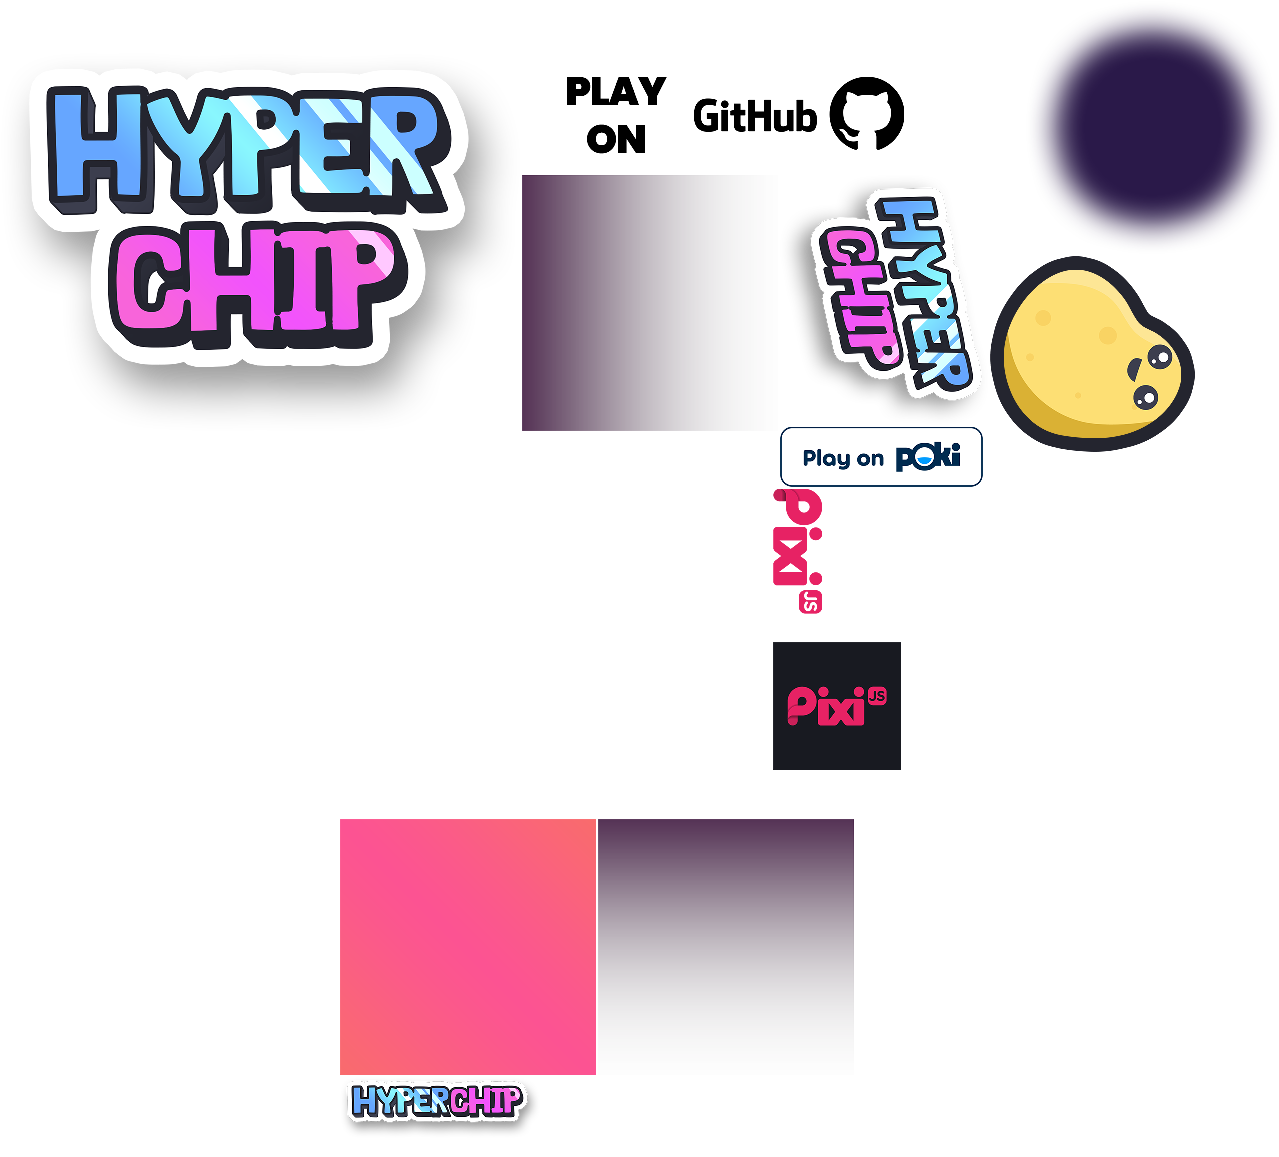 HYPER
CHIP
PLAY
ON
GitHub
HYPER
CHIP
Play on poki
Pixi JS
Pixi JS
HYPERCHIP